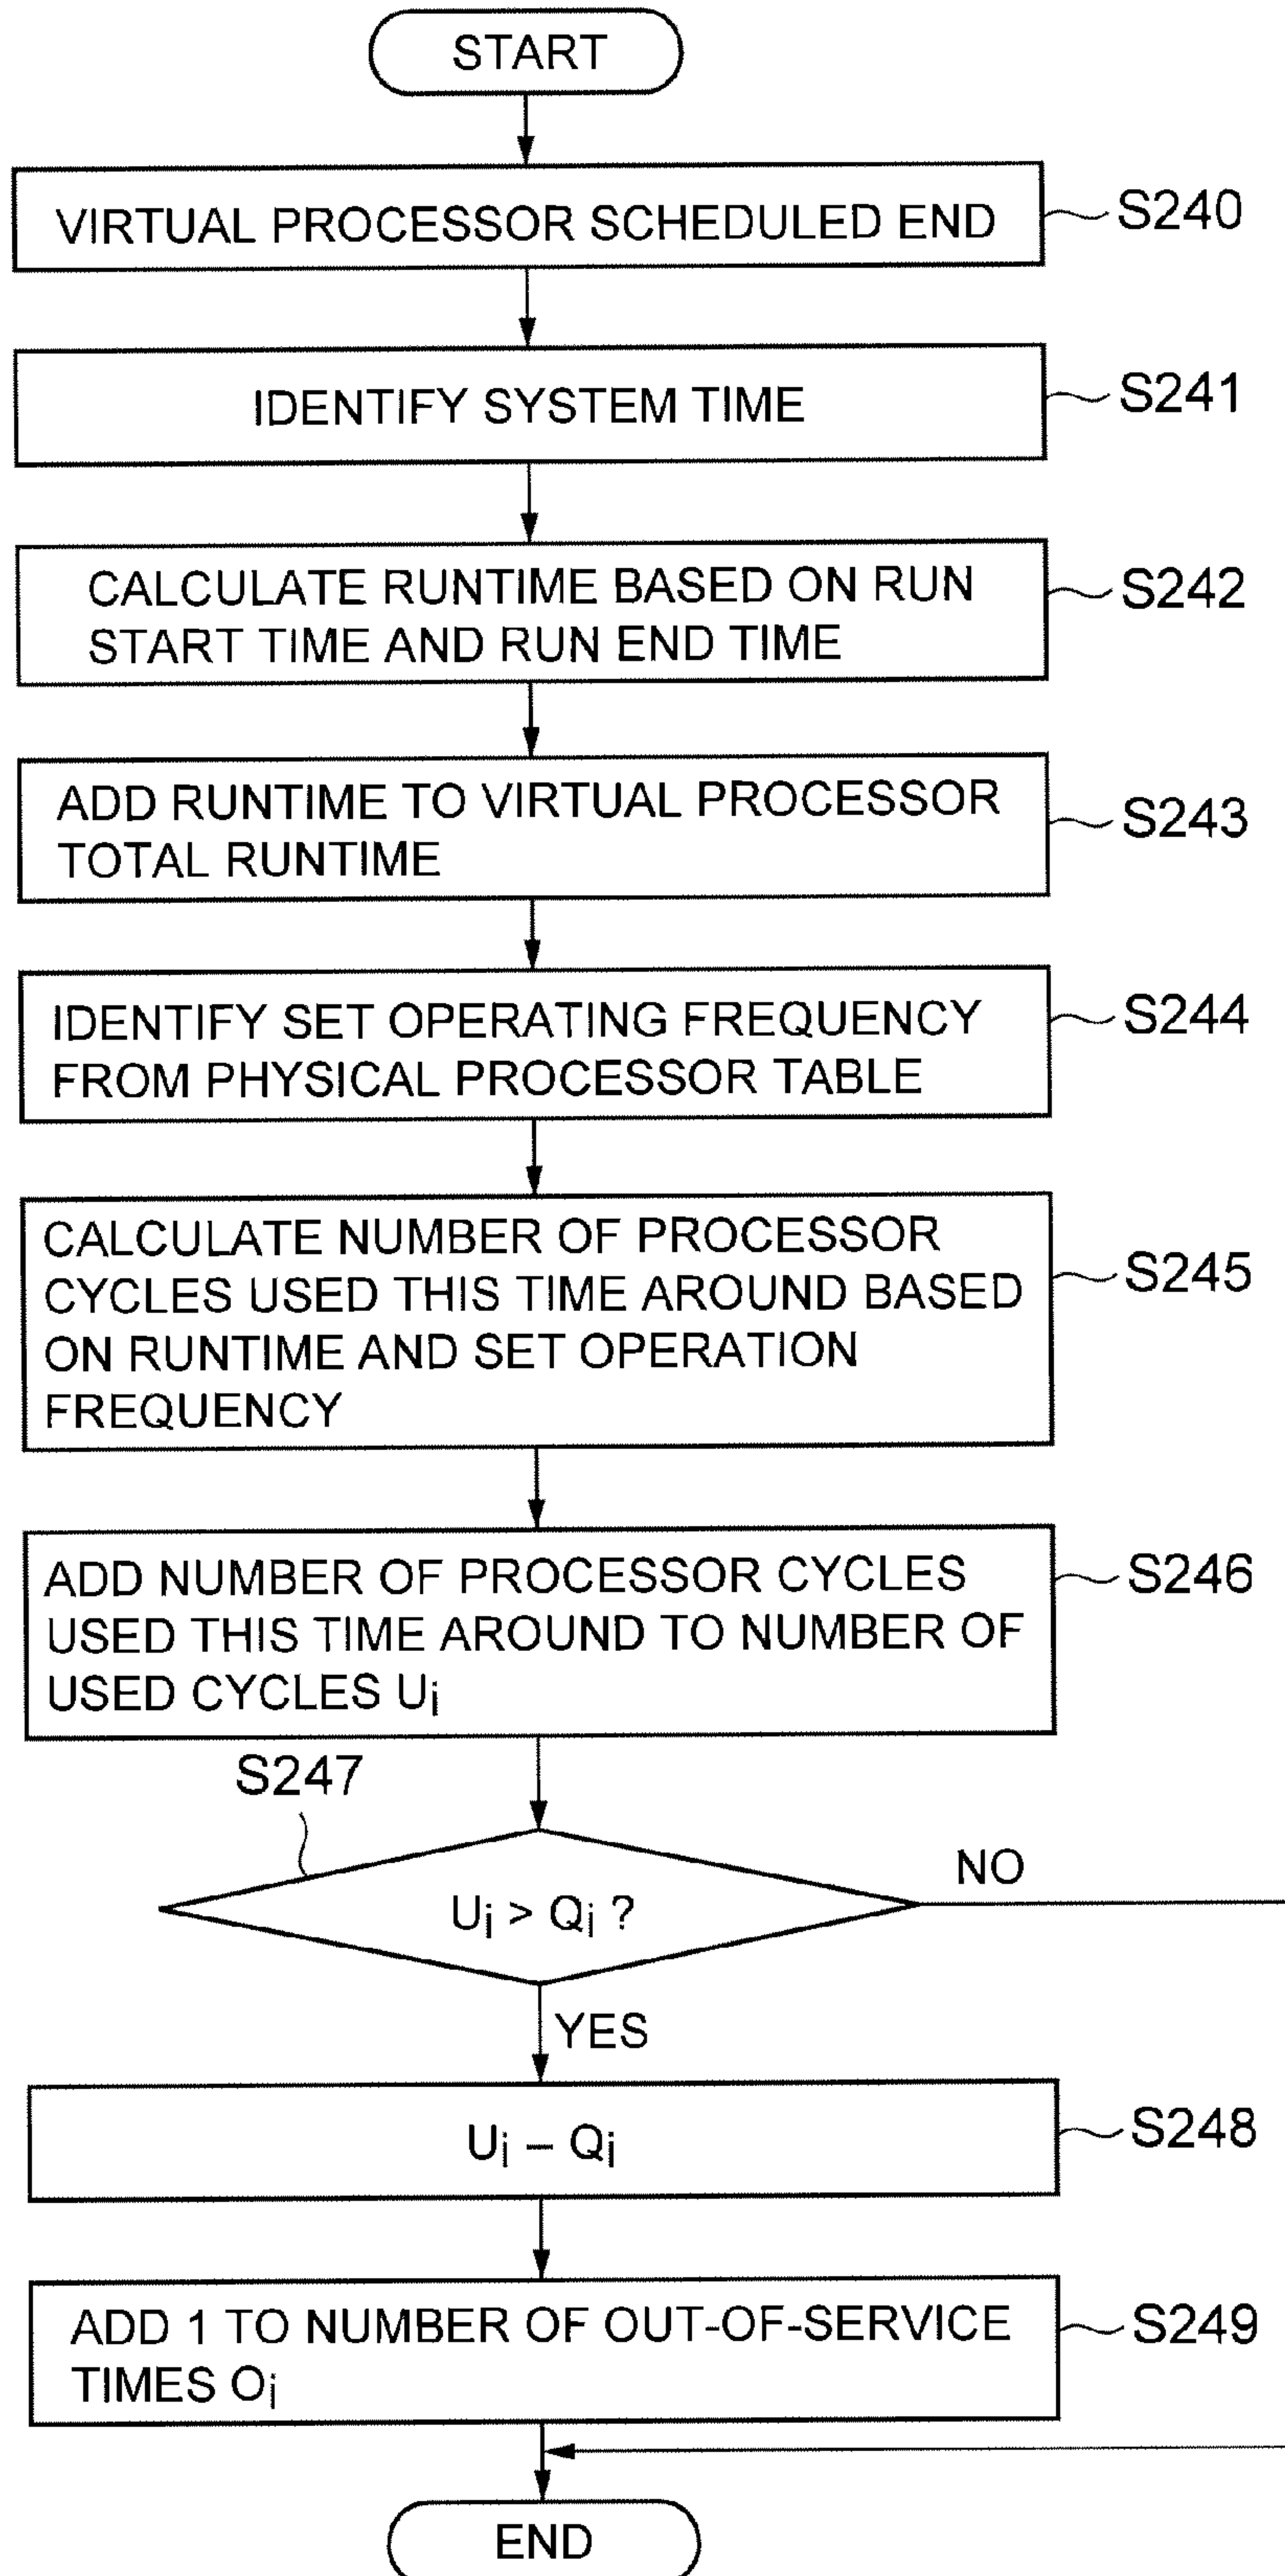 START
VIRTUAL PROCESSOR SCHEDULED END
S240
IDENTIFY SYSTEM TIME
S241
CALCULATE RUNTIME BASED ON RUN
START TIME AND RUN END TIME
S242
ADD RUNTIME TO VIRTUAL PROCESSOR
TOTAL RUNTIME
S243
IDENTIFY SET OPERATING FREQUENCY
FROM PHYSICAL PROCESSOR TABLE
S244
CALCULATE NUMBER OF PROCESSOR
CYCLES USED THIS TIME AROUND BASED
ON RUNTIME AND SET OPERATION
FREQUENCY
S245
ADD NUMBER OF PROCESSOR CYCLES
USED THIS TIME AROUND TO NUMBER OF
USED CYCLES Ui
S246
S247
Ui > Qi ?
NO
YES
Ui – Qi
S248
ADD 1 TO NUMBER OF OUT-OF-SERVICE
TIMES Oi
S249
END